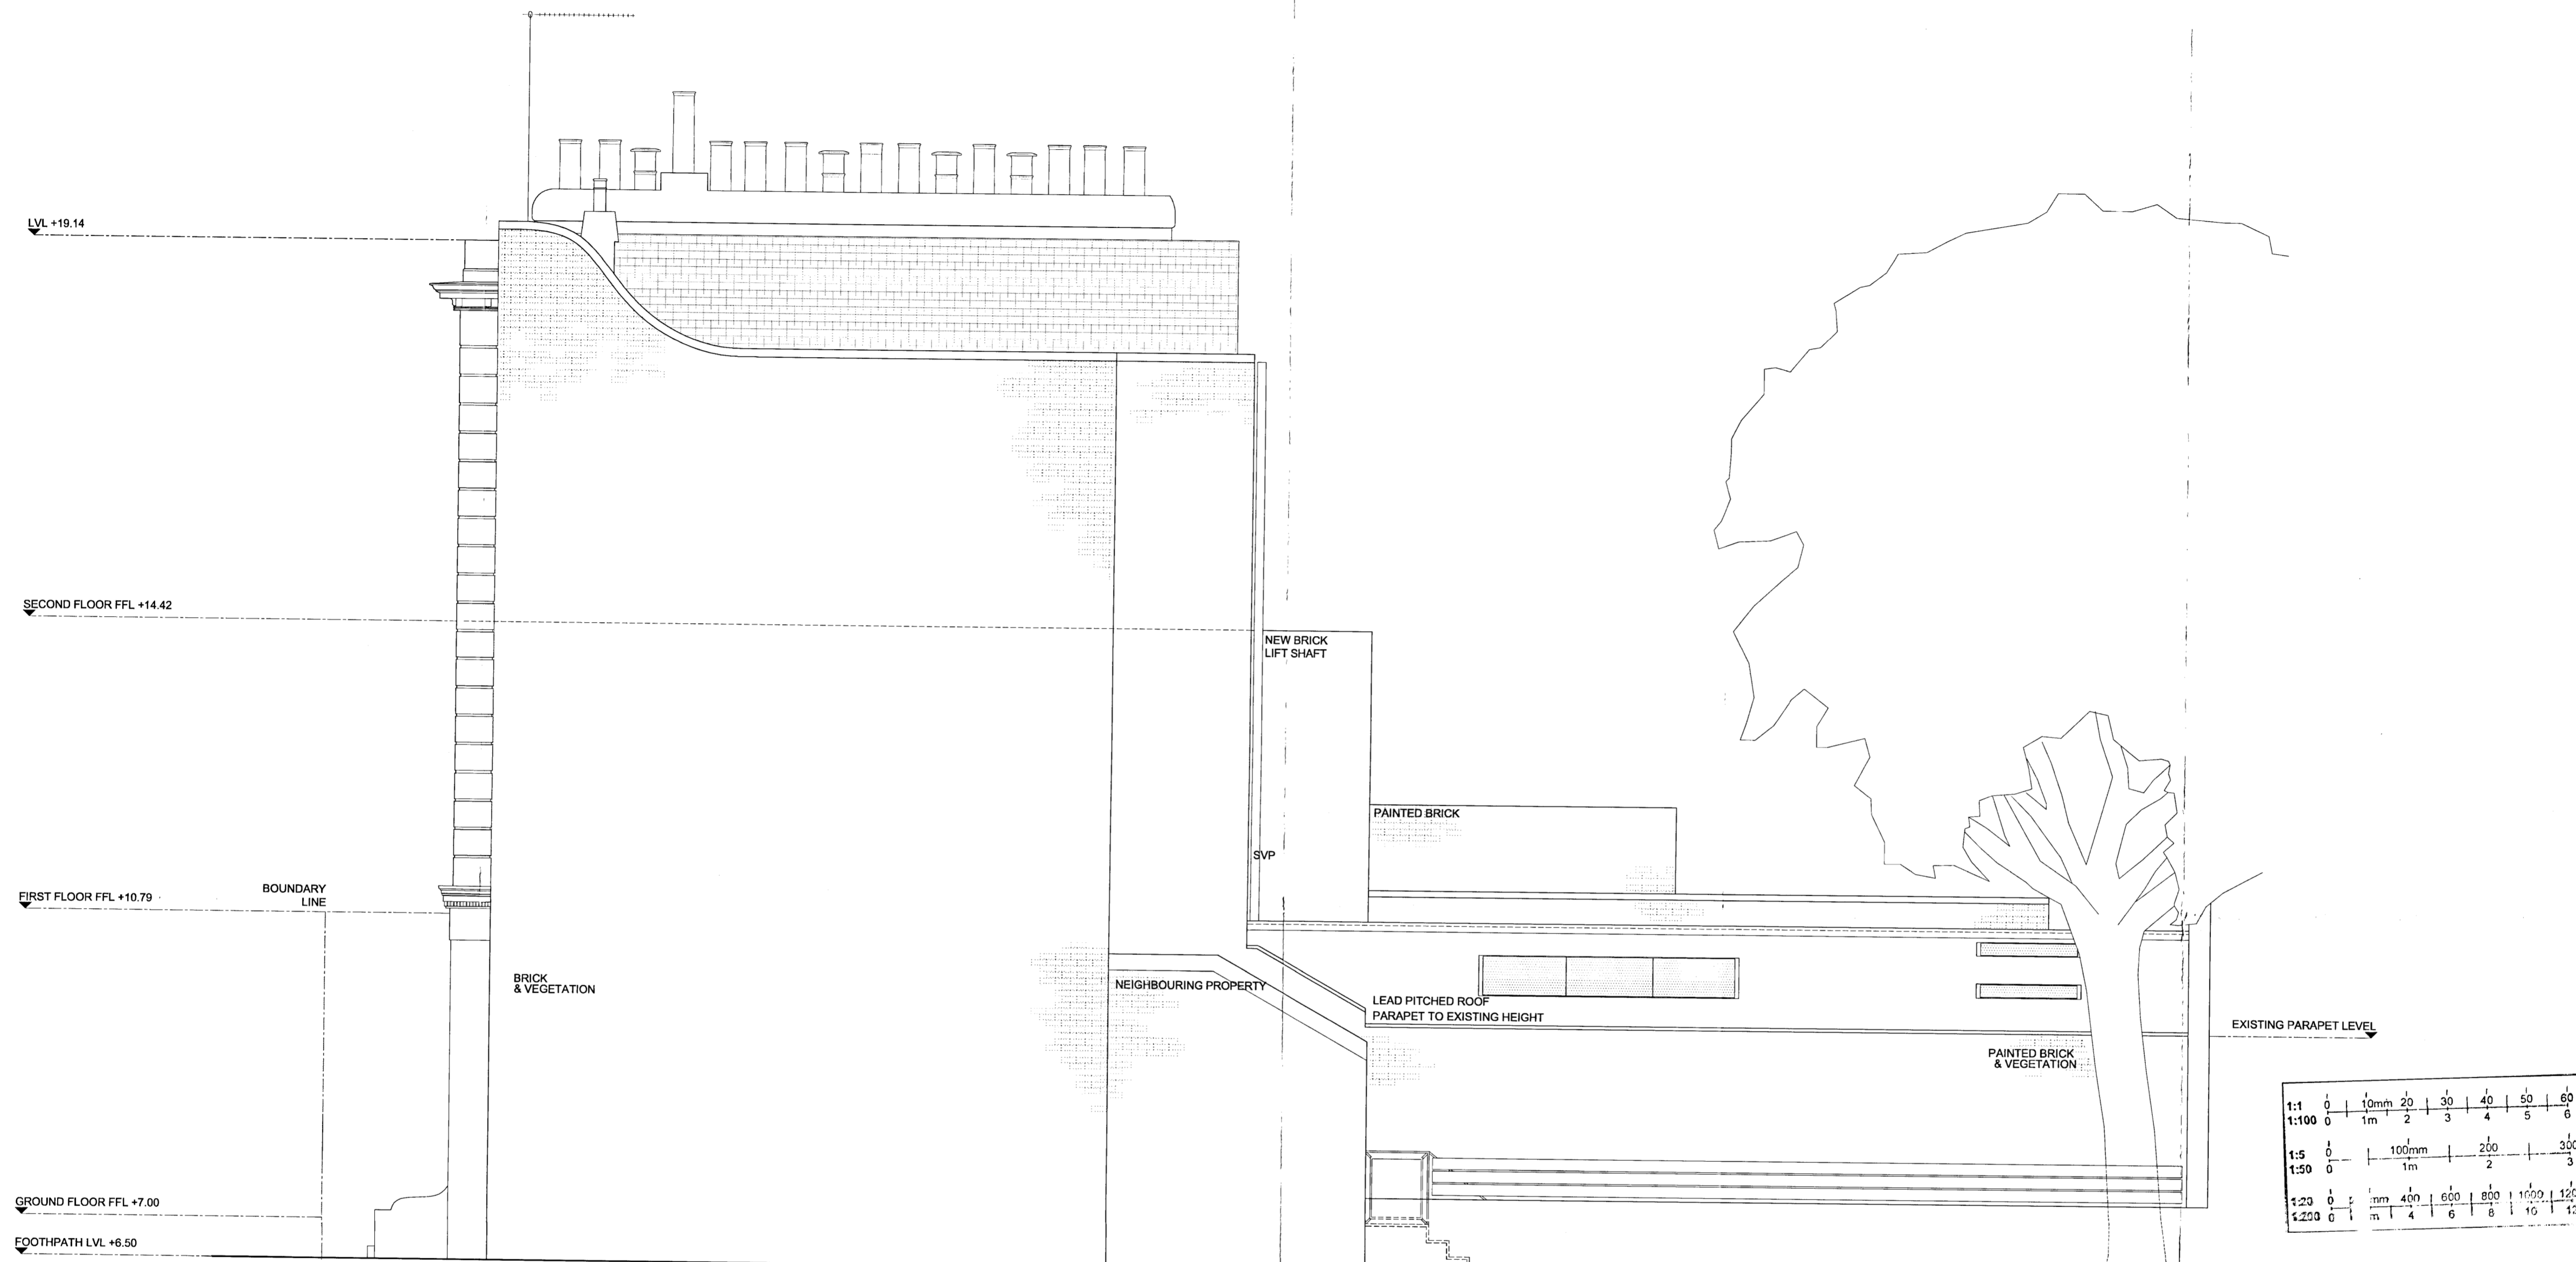 LVL +19.14
SECOND FLOOR FFL +14.42
NEW BRICK
LIFT SHAFT
PAINTED BRICK
SVP
FIRST FLOOR FFL +10.79
BOUNDARY
LINE
BRICK
& VEGETATION
NEIGHBOURING PROPERTY
LEAD PITCHED ROOF
PARAPET TO EXISTING HEIGHT
EXISTING PARAPET LEVEL
PAINTED BRICK
& VEGETATION
GROUND FLOOR FFL +7.00
FOOTHPATH LVL +6.50
1:1 0 10mm 20 30 40 50 60
1:100 0 1m 2 3 4 5 6
1:5 0 100mm 200
1:50 0 1m 2 3
1:20 0 mm 400 600 800 1000
1:200 0 m 4 6 8 10